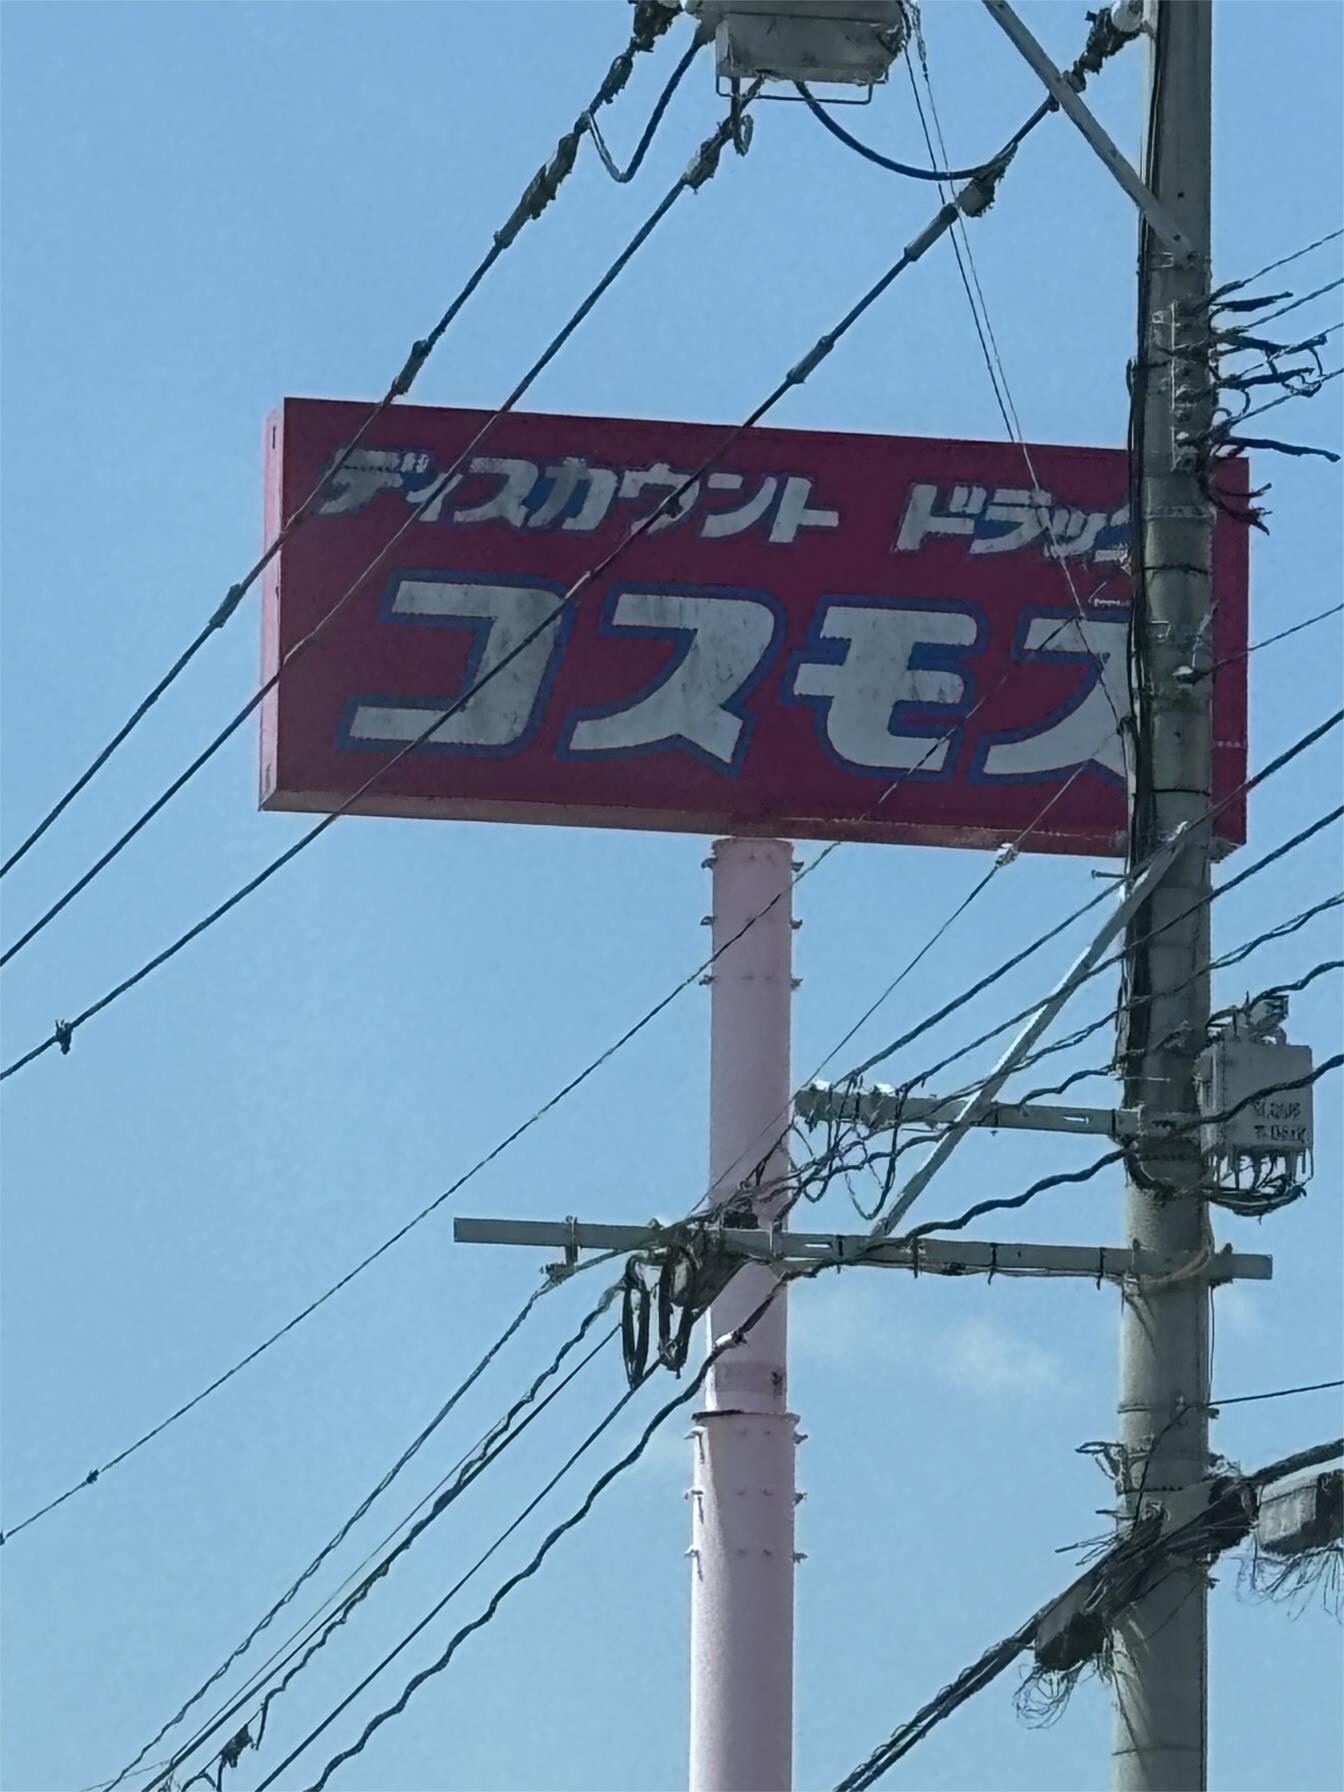 ディスカウント ドラッグ
コスモス